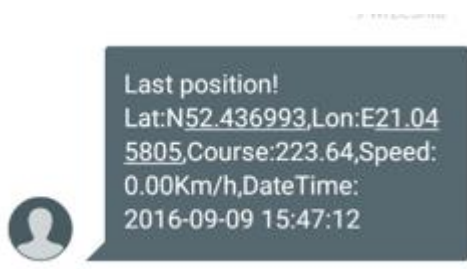 Last position!
Lat:N52.436993,Lon:E21.04
5805,Course:223.64,Speed:
0.00Km/h,DateTime:
2016-09-09 15:47:12